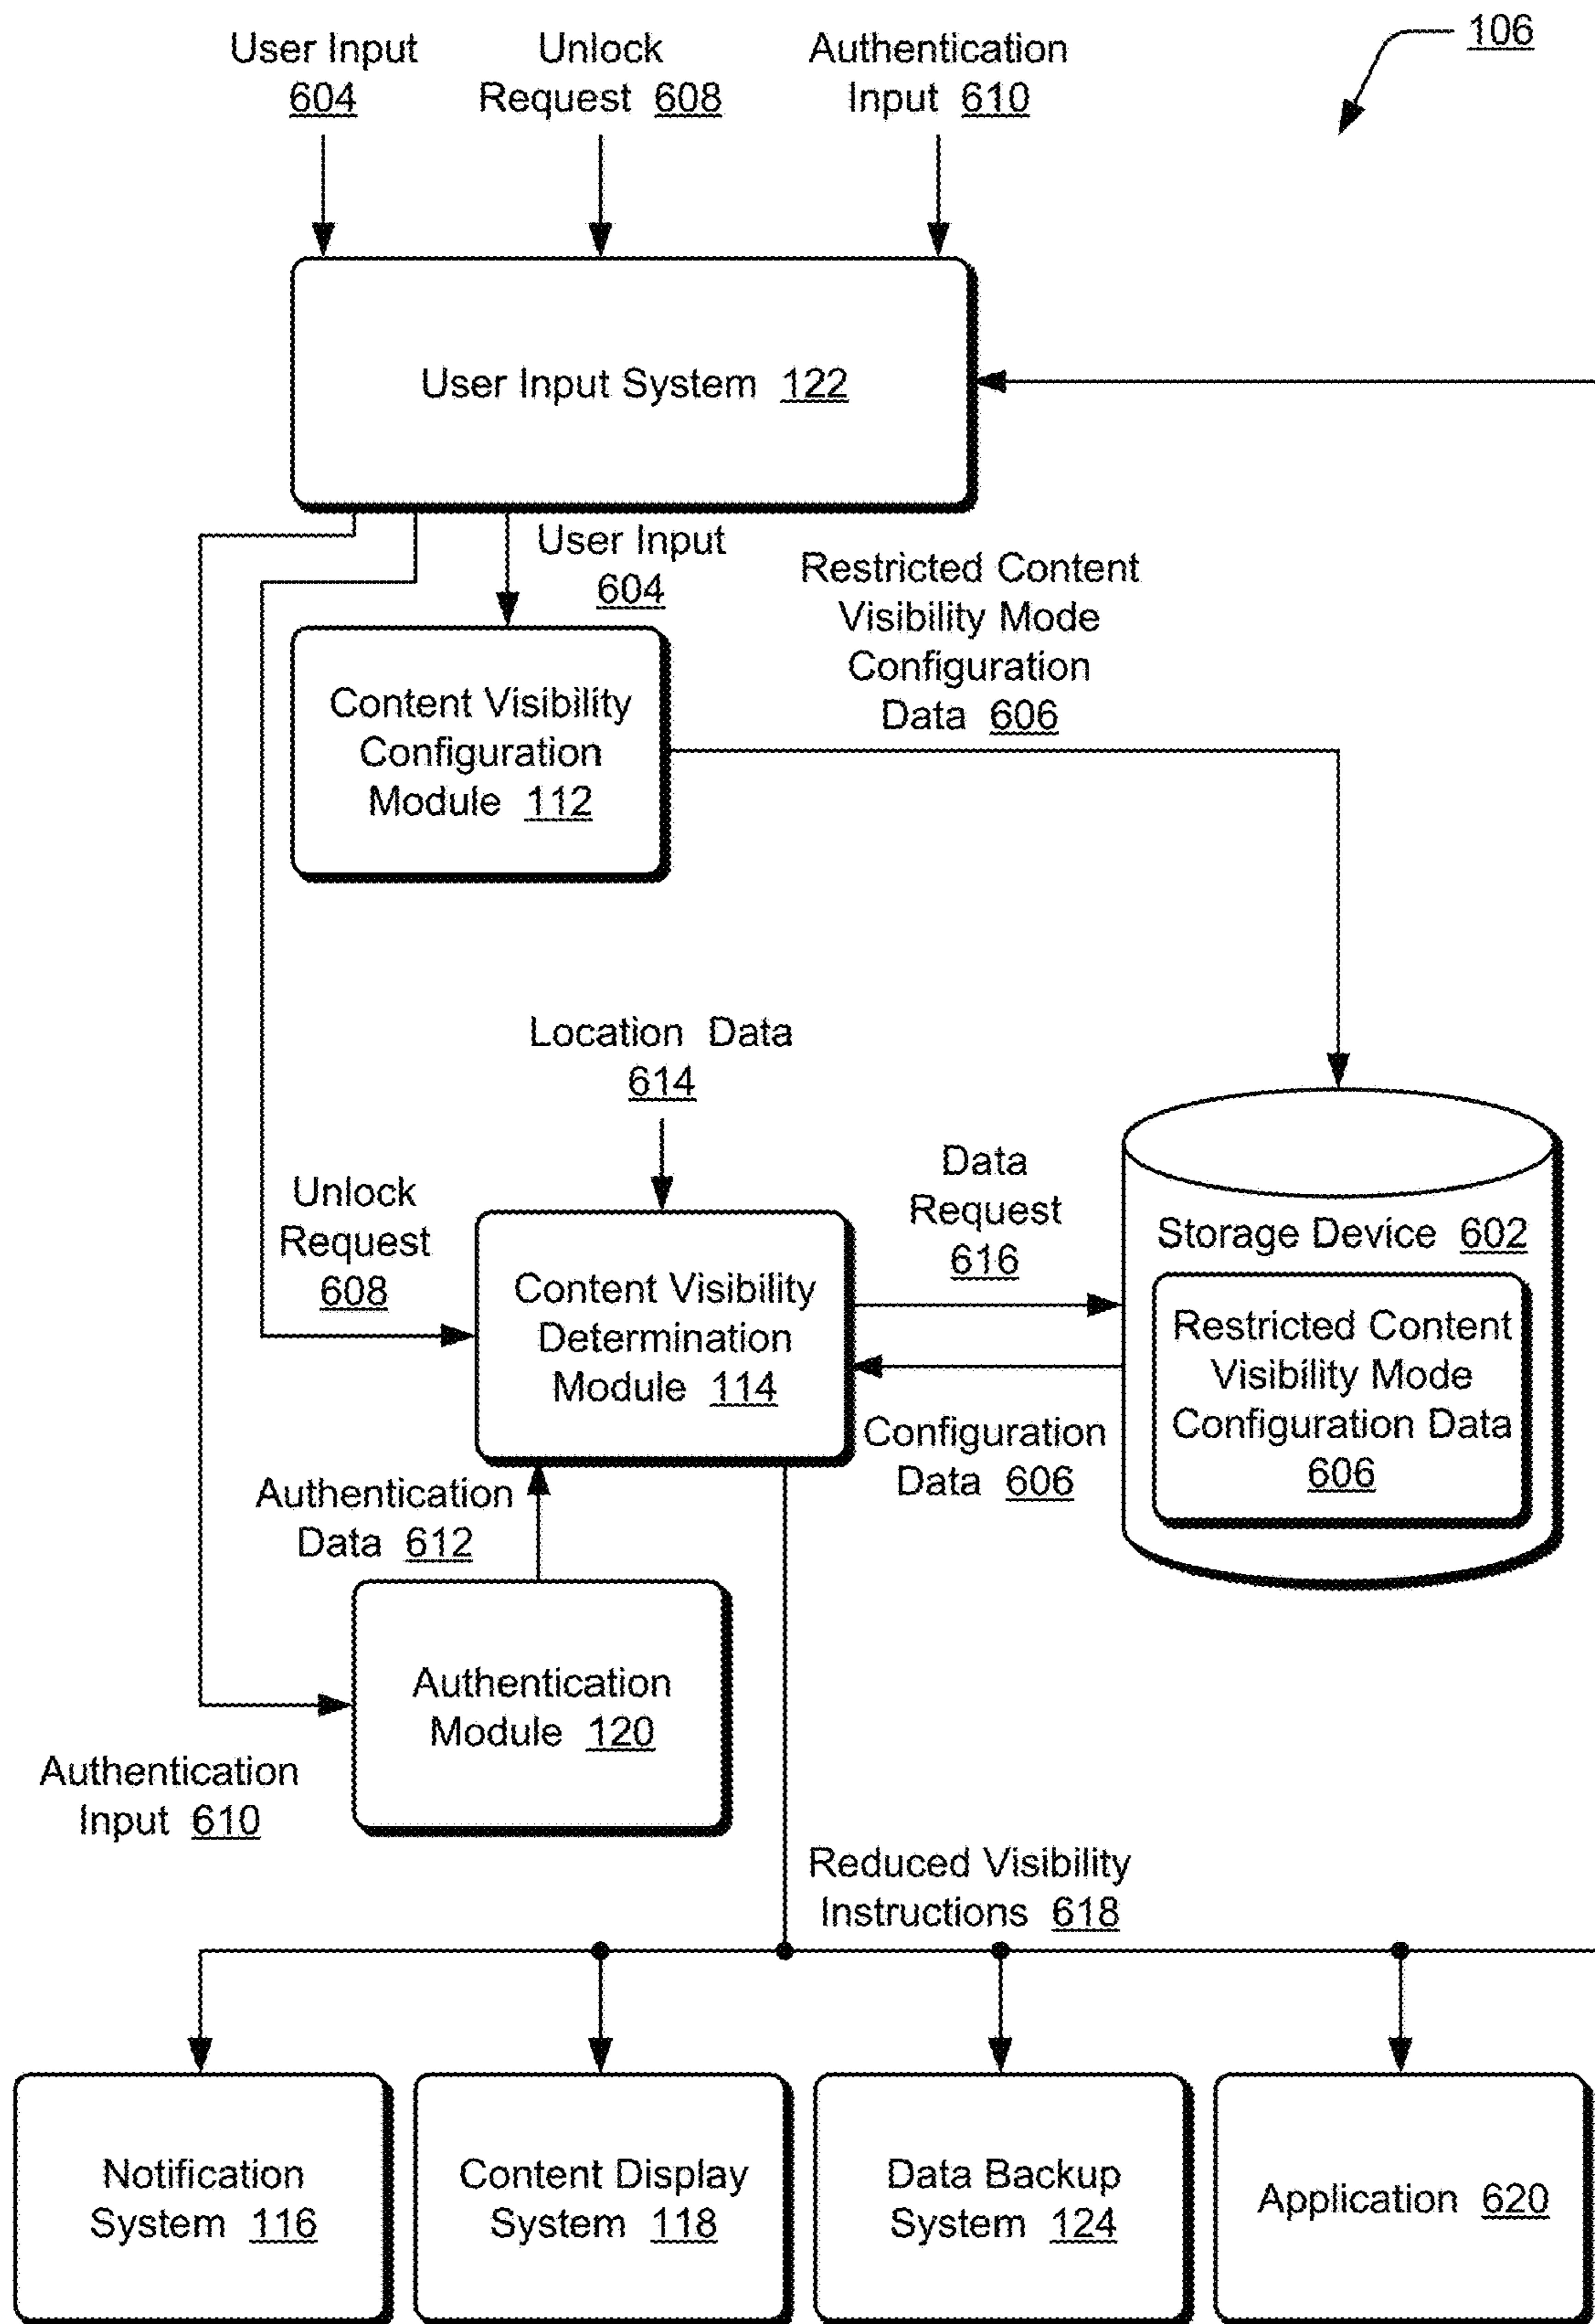 106
User Input
604
Unlock
Request 608
Authentication
Input 610
User Input System 122
User Input
604
Restricted Content
Visibility Mode
Configuration
Data 606
Content Visibility
Configuration
Module 112
Location Data
614
Unlock
Request
608
Content Visibility
Determination
Module 114
Data
Request
616
Configuration
Data 606
Storage Device 602
Restricted Content
Visibility Mode
Configuration Data
606
Authentication
Data 612
Authentication
Module 120
Authentication
Input 610
Reduced Visibility
Instructions 618
Notification
System 116
Content Display
System 118
Data Backup
System 124
Application 620